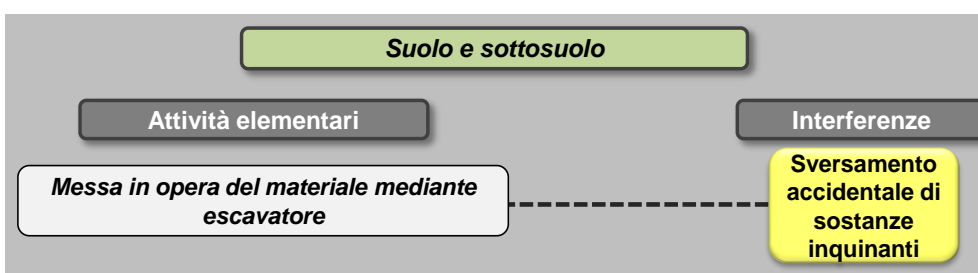 Suolo e sottosuolo
Attività elementari
Interferenze
Messa in opera del materiale mediante
escavatore
Sversamento
accidentale di
sostanze
inquinanti